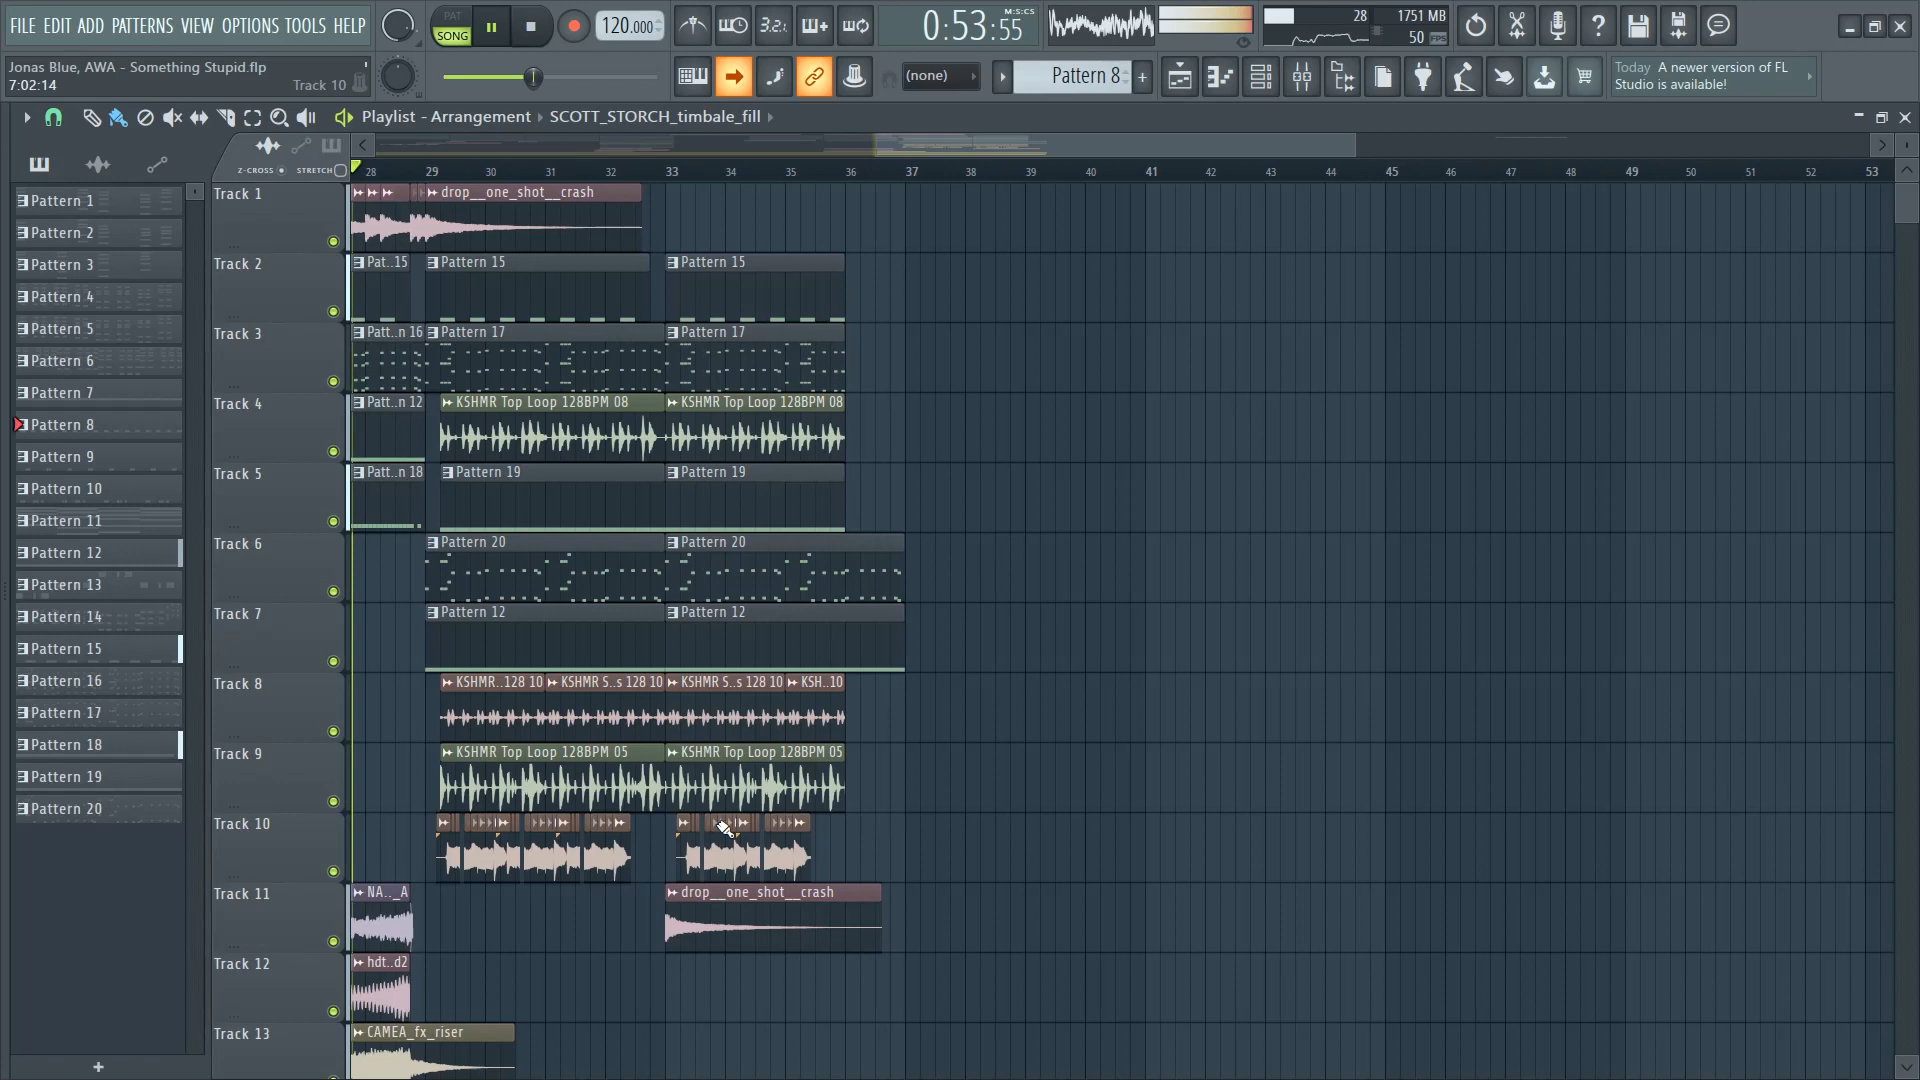 FILE EDIT ADD PATTERNS VIEW OPTIONS TOOLS HELP
PAT
SONG
120.000
3.2.
0:53:55
M:S:CS
28
1751 MB
50 FPS
Jonas Blue, AWA - Something Stupid.flp
7:02:14
Track 10
(none)
Pattern 8
+
Today A newer version of FL
Studio is available!
Playlist - Arrangement
SCOTT_STORCH_timbale_fill
Z-CROSS
STRETCH
28 29 30 31 32 33 34 35 36 37 38 39 40 41 42 43 44 45 46 47 48 49 50 51 52 53
Pattern 1
Pattern 2
Pattern 3
Pattern 4
Pattern 5
Pattern 6
Pattern 7
Pattern 8
Pattern 9
Pattern 10
Pattern 11
Pattern 12
Pattern 13
Pattern 14
Pattern 15
Pattern 16
Pattern 17
Pattern 18
Pattern 19
Pattern 20
+
Track 1
drop__one_shot__crash
Track 2
Pat..15
Pattern 15
Pattern 15
Track 3
Patt..n 16
Pattern 17
Pattern 17
Track 4
Patt..n 12
KSHMR Top Loop 128BPM 08
KSHMR Top Loop 128BPM 08
Track 5
Patt..n 18
Pattern 19
Pattern 19
Track 6
Pattern 20
Pattern 20
Track 7
Pattern 12
Pattern 12
Track 8
KSHMR..128 10
KSHMR S..s 128 10
KSHMR S..s 128 10
KSH..10
Track 9
KSHMR Top Loop 128BPM 05
KSHMR Top Loop 128BPM 05
Track 10
Track 11
NA.._A
drop__one_shot__crash
Track 12
hdt..d2
Track 13
CAMEA_fx_riser